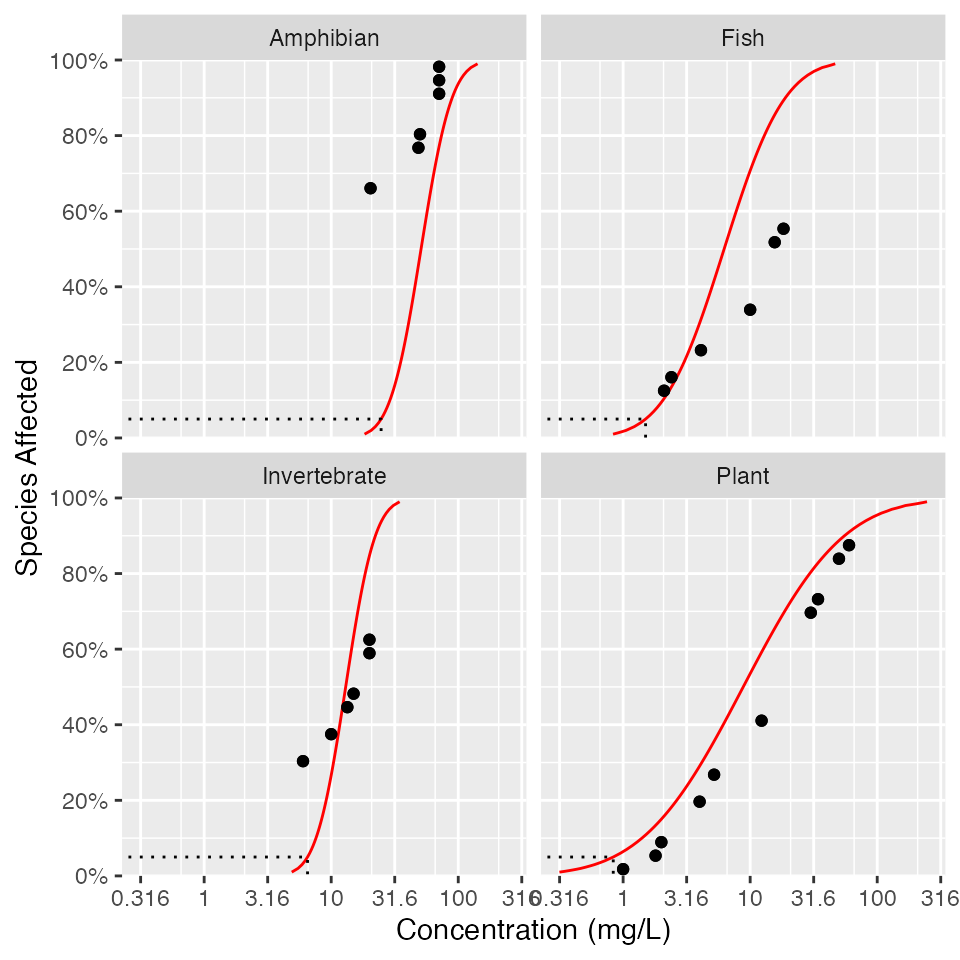 Amphibian Fish
100%
80%
60%
40%
20%
0%
Invertebrate Plant
100%
80%
60%
40%
20%
0%
0.316 1 3.16 10 31.6 100 316 0.316 1 3.16 10 31.6 100 316
Concentration (mg/L)
Species Affected